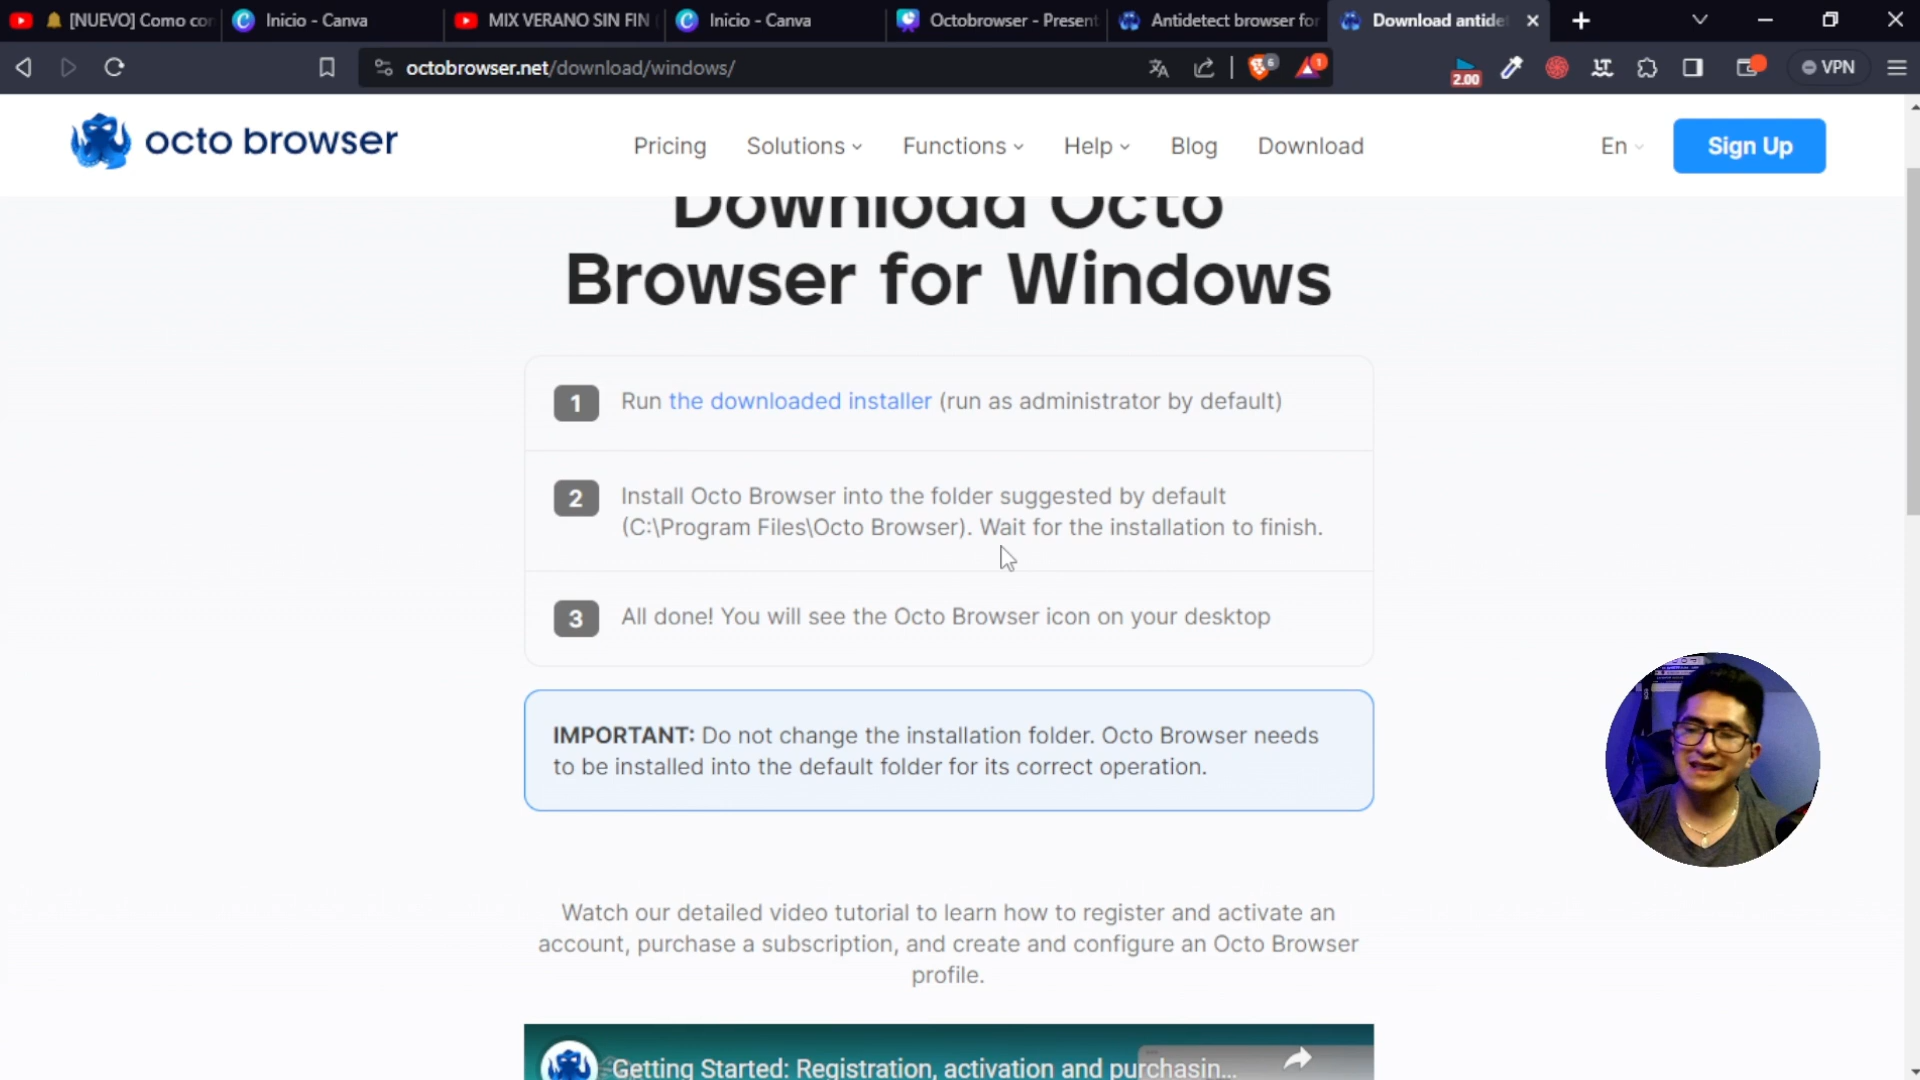 [NUEVO] Como cor
Inicio - Canva
MIX VERANO SIN FIN
Inicio - Canva
Octobrowser - Present
Antidetect browser for
Download antide
octobrowser.net/download/windows/
6
1
2.00
VPN
octo browser
Pricing
Solutions
Functions
Help
Blog
Download
En
Sign Up
Download Octo
Browser for Windows
1
Run the downloaded installer (run as administrator by default)
2
Install Octo Browser into the folder suggested by default
(C:\Program Files\Octo Browser). Wait for the installation to finish.
3
All done! You will see the Octo Browser icon on your desktop
IMPORTANT: Do not change the installation folder. Octo Browser needs
to be installed into the default folder for its correct operation.
Watch our detailed video tutorial to learn how to register and activate an
account, purchase a subscription, and create and configure an Octo Browser
profile.
Getting Started: Registration, activation and purchasin...